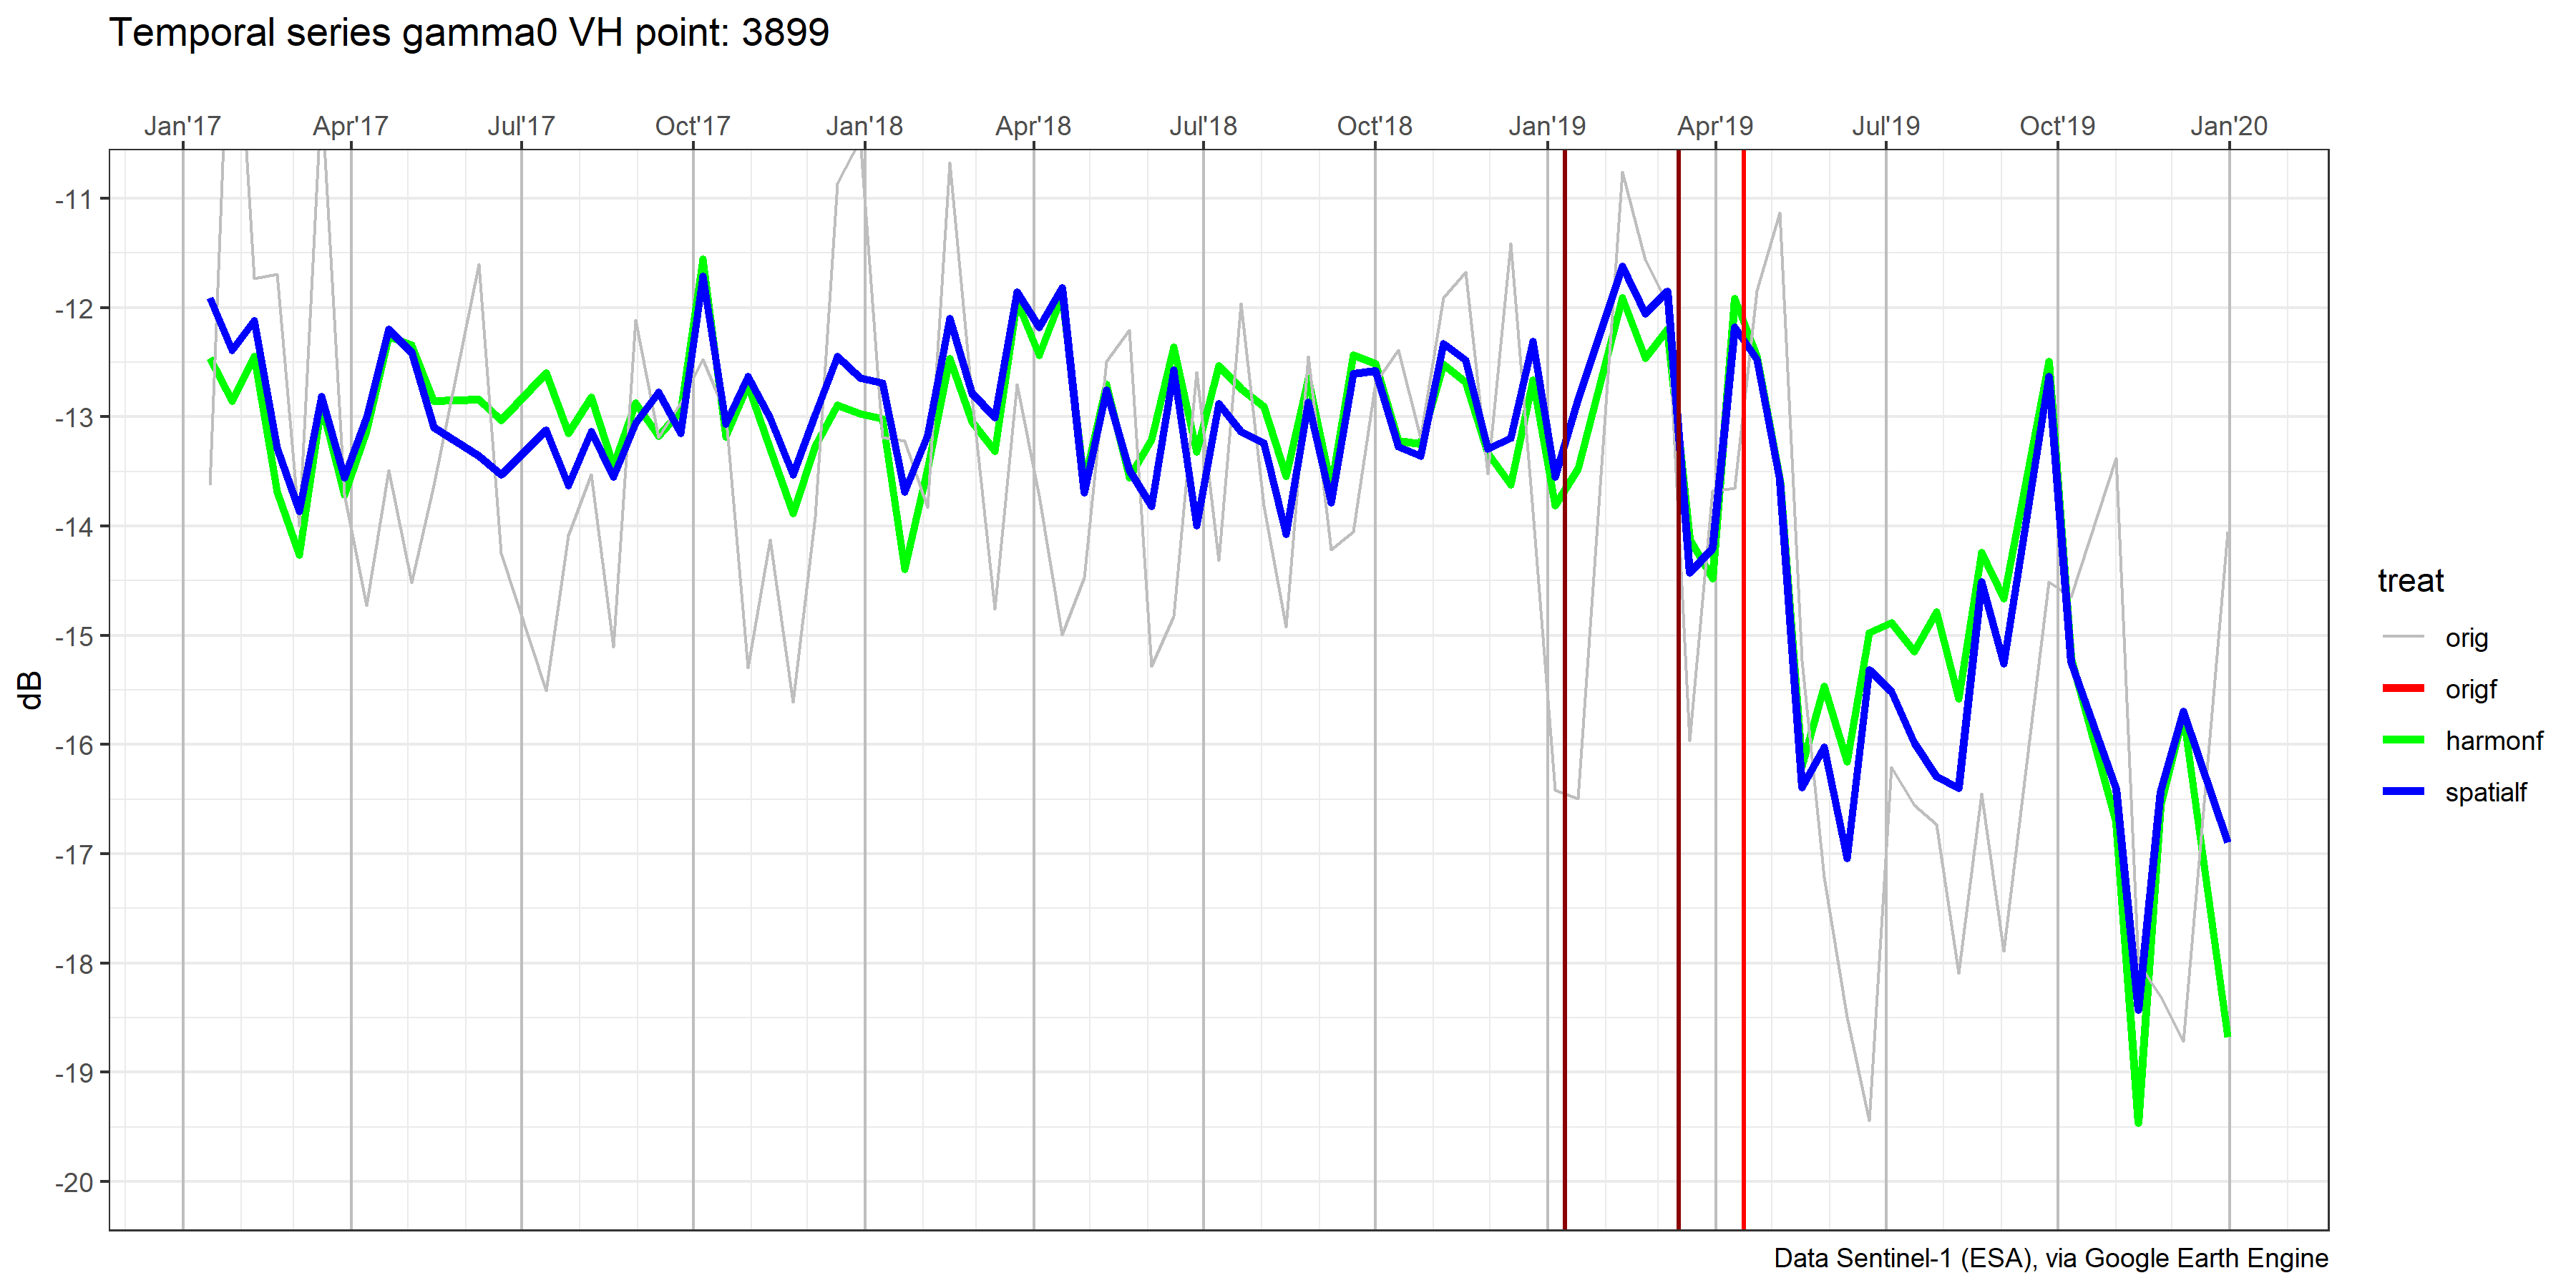 Temporal series gamma0 VH point: 3899
Jan'17 Apr'17 Jul'17 Oct'17 Jan'18 Apr'18 Jul'18 Oct'18 Jan'19 Apr'19 Jul'19 Oct'19 Jan'20
-11
-12
-13
-14
-15
-16
-17
-18
-19
-20
dB
treat
orig
origf
harmonf
spatialf
Data Sentinel-1 (ESA), via Google Earth Engine